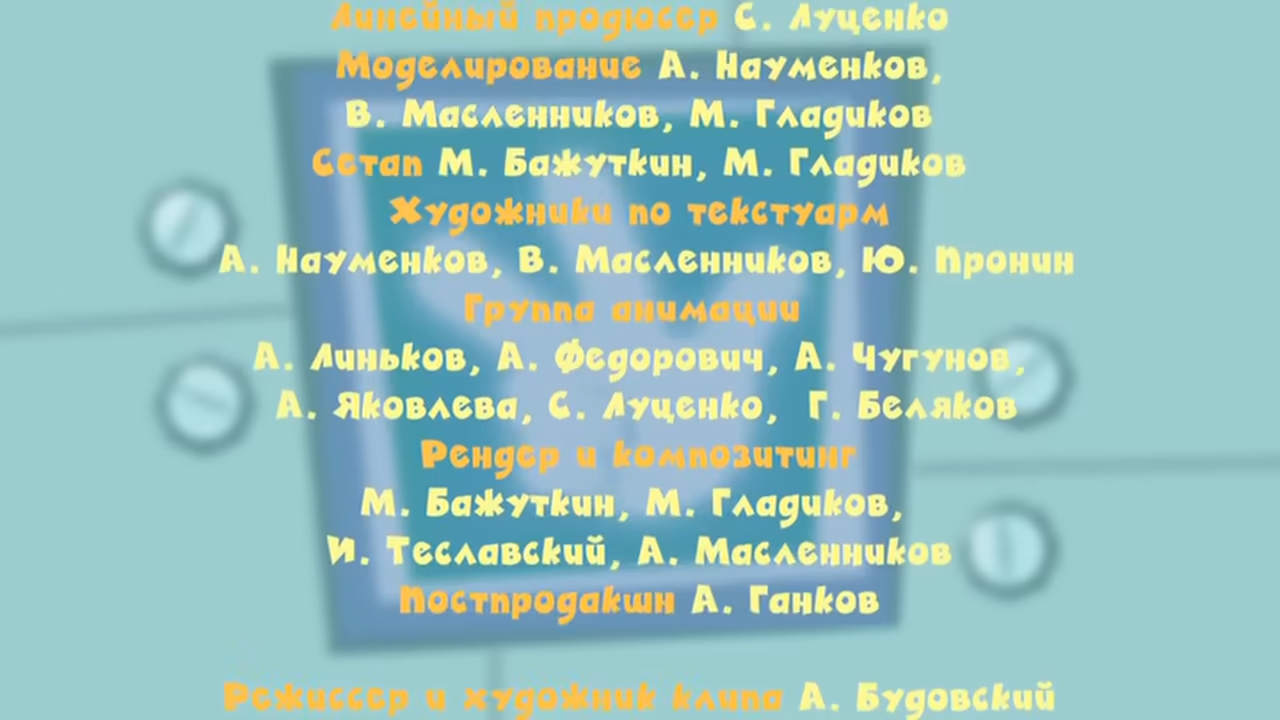 Линейный продюсер С. Луценко
Моделирование А. Науменков,
В. Масленников, М. Гладиков
Сетап М. Бажуткин, М. Гладиков
Художники по текстуарм
А. Науменков, В. Масленников, Ю. Пронин
Группа анимации
А. Линьков, А. Федорович, А. Чугунов,
А. Яковлева, С. Луценко, Г. Беляков
Рендер и композитинг
М. Бажуткин, М. Гладиков,
И. Теславский, А. Масленников
Постпродакшн А. Ганков
Режиссер и художник клипа А. Будовский